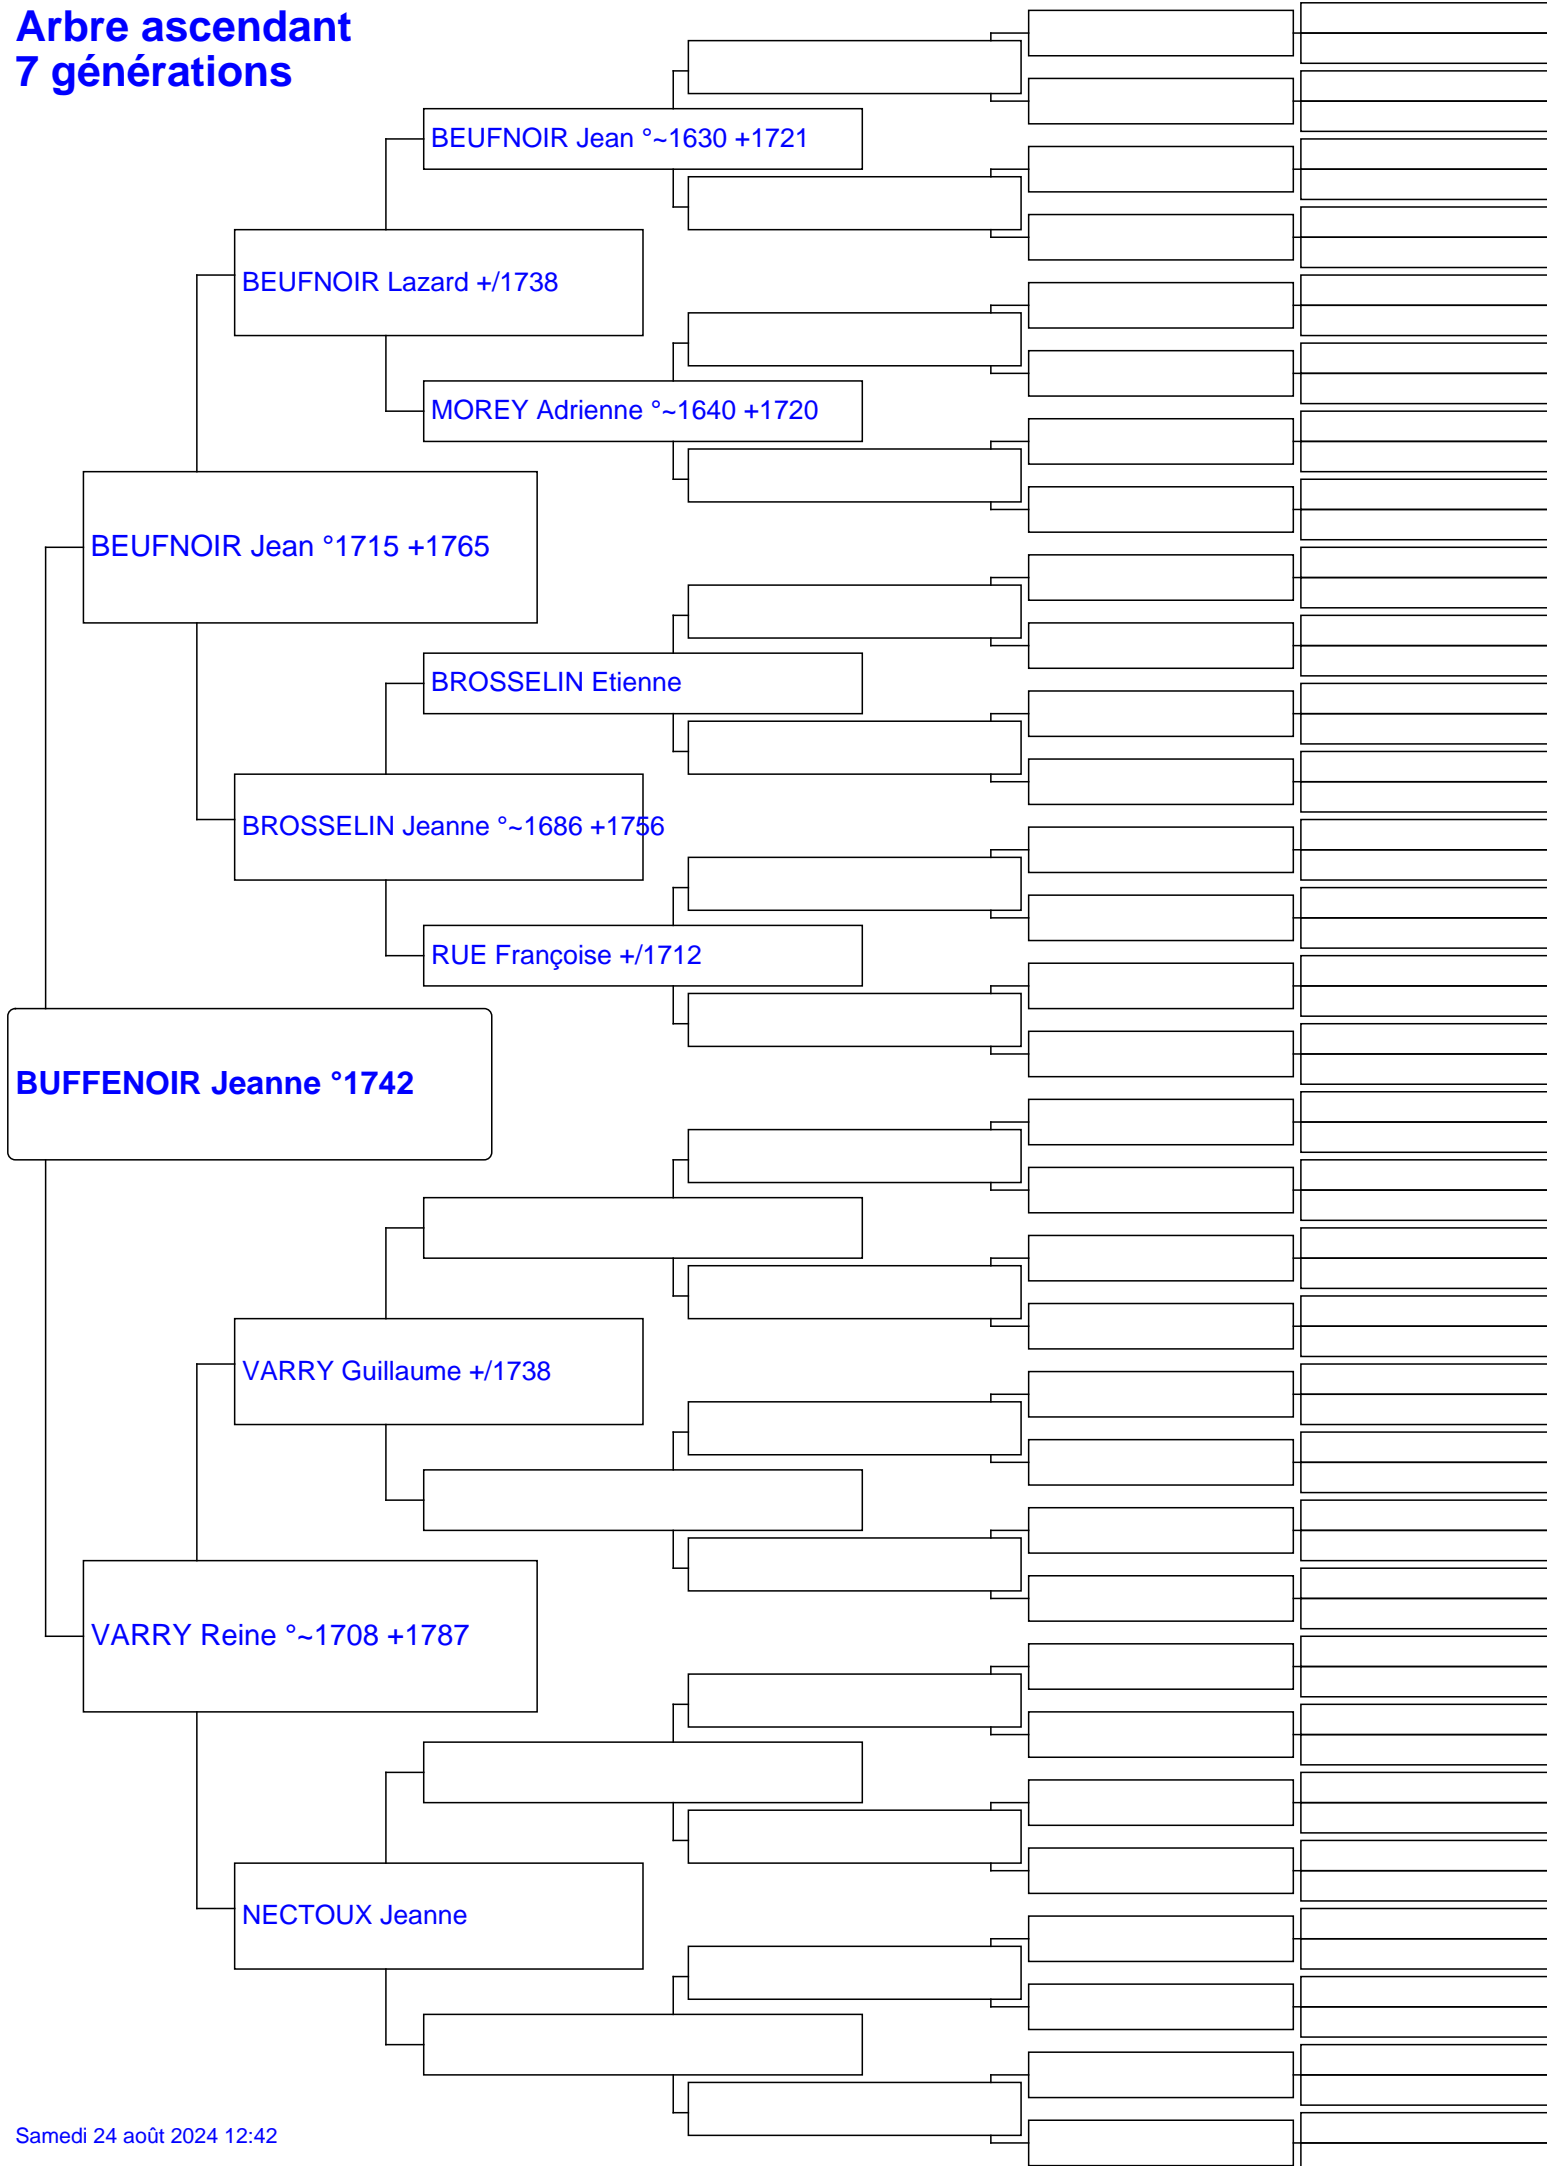 Arbre ascendant
7 générations
BEUFNOIR Jean °~1630 +1721
BEUFNOIR Lazard +/1738
MOREY Adrienne °~1640 +1720
BEUFNOIR Jean °1715 +1765
BROSSELIN Etienne
BROSSELIN Jeanne °~1686 +1756
RUE Françoise +/1712
BUFFENOIR Jeanne °1742
VARRY Guillaume +/1738
VARRY Reine °~1708 +1787
NECTOUX Jeanne
Samedi 24 août 2024 12:42